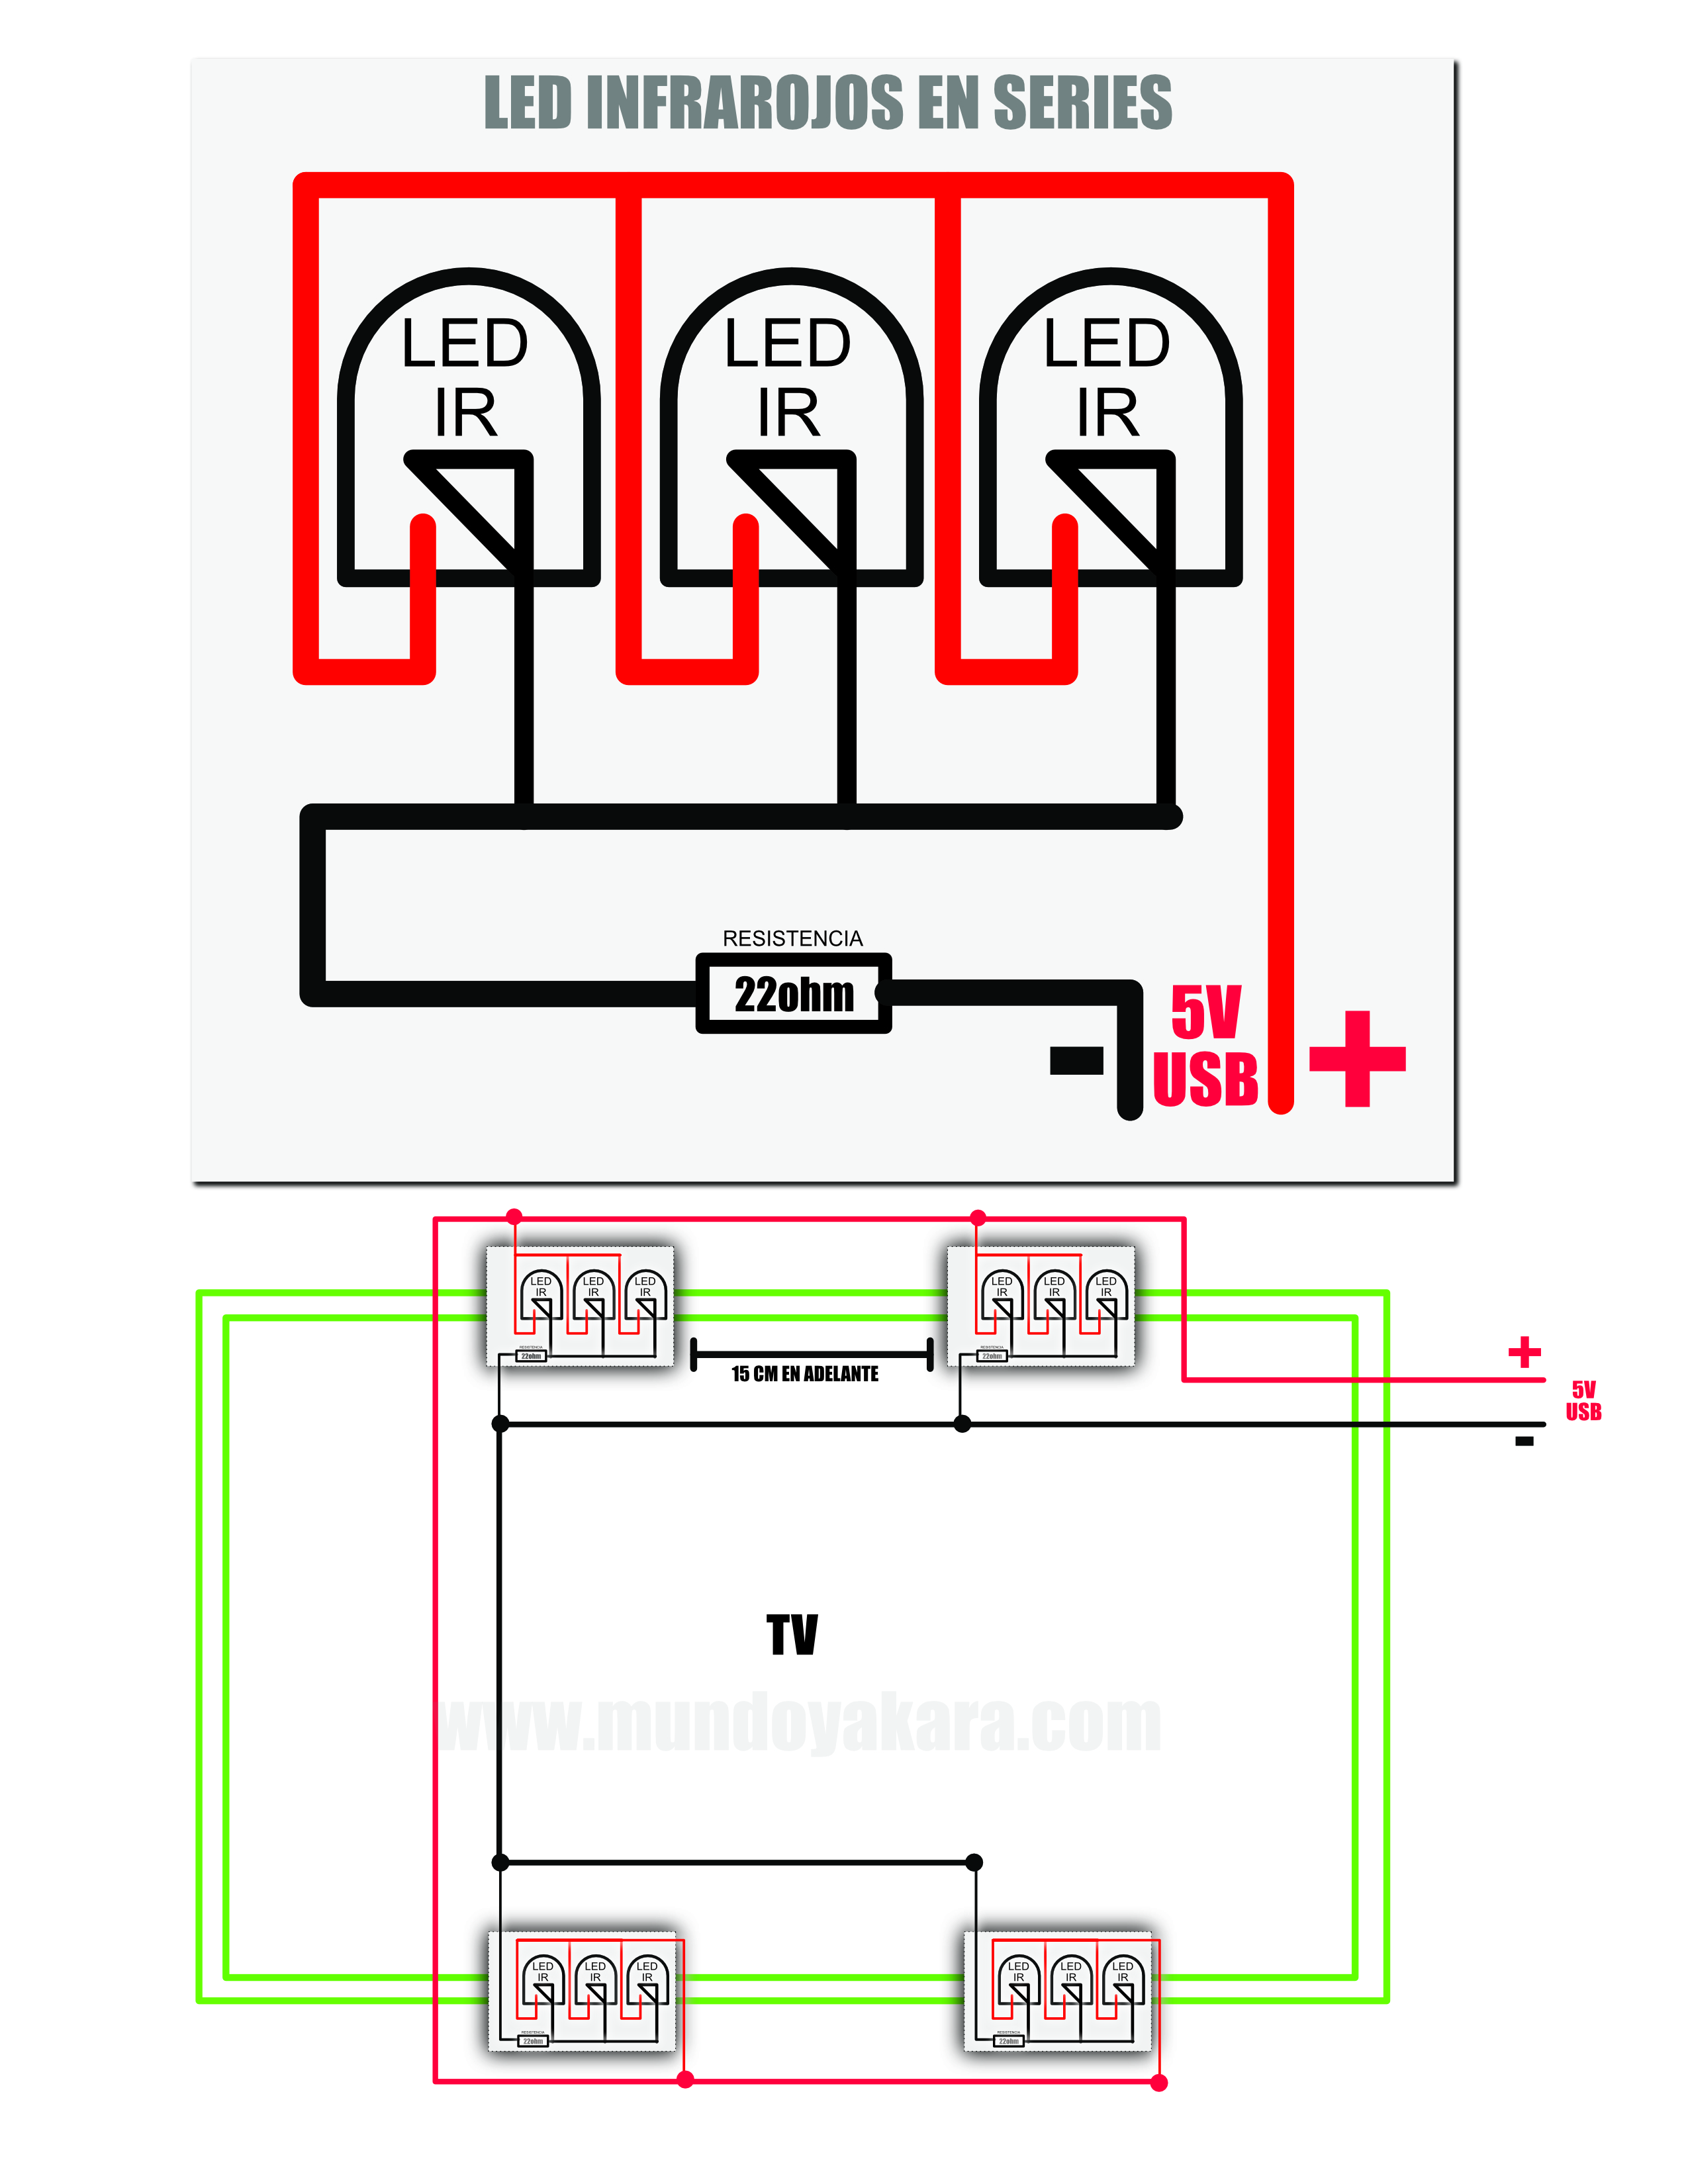 LED INFRAROJOS EN SERIES
LED
IR
LED
IR
LED
IR
RESISTENCIA
22ohm
-
5V
USB
+
LED
IR
LED
IR
LED
IR
RESISTENCIA
22ohm
LED
IR
LED
IR
LED
IR
RESISTENCIA
22ohm
15 CM EN ADELANTE
+
5V
USB
-
TV
www.mundoyakara.com
LED
IR
LED
IR
LED
IR
RESISTENCIA
22ohm
LED
IR
LED
IR
LED
IR
RESISTENCIA
22ohm